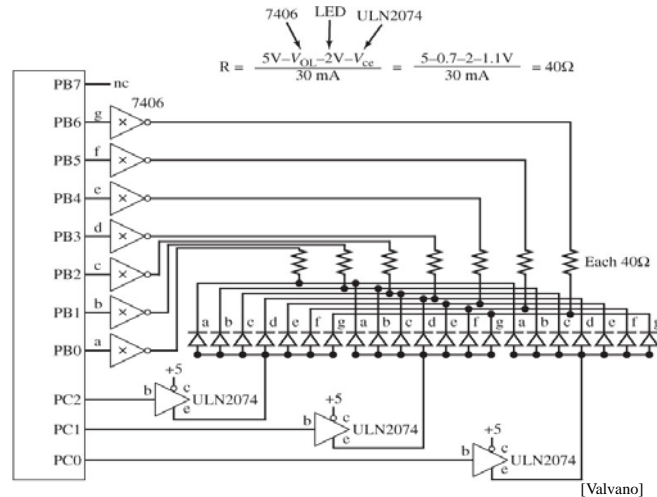 7406 LED ULN2074
R = 5V–V_OL–2V–V_ce / 30 mA = 5–0.7–2–1.1V / 30 mA = 40Ω
PB7 nc
7406
PB6 g
PB5 f
PB4 e
PB3 d
PB2 c
PB1 b
PB0 a
Each 40Ω
a b c d e f g a b c d e f g a b c d e f g
+5
PC2 b c ULN2074
e
+5
PC1 b c ULN2074
e
+5
PC0 b c ULN2074
e
[Valvano]